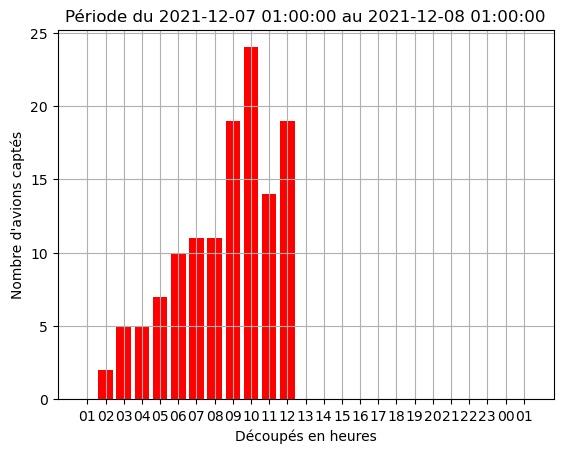 Période du 2021-12-07 01:00:00 au 2021-12-08 01:00:00
25
20
15
10
5
0
Nombre d'avions captés
01 02 03 04 05 06 07 08 09 10 11 12 13 14 15 16 17 18 19 20 21 22 23 00 01
Découpés en heures